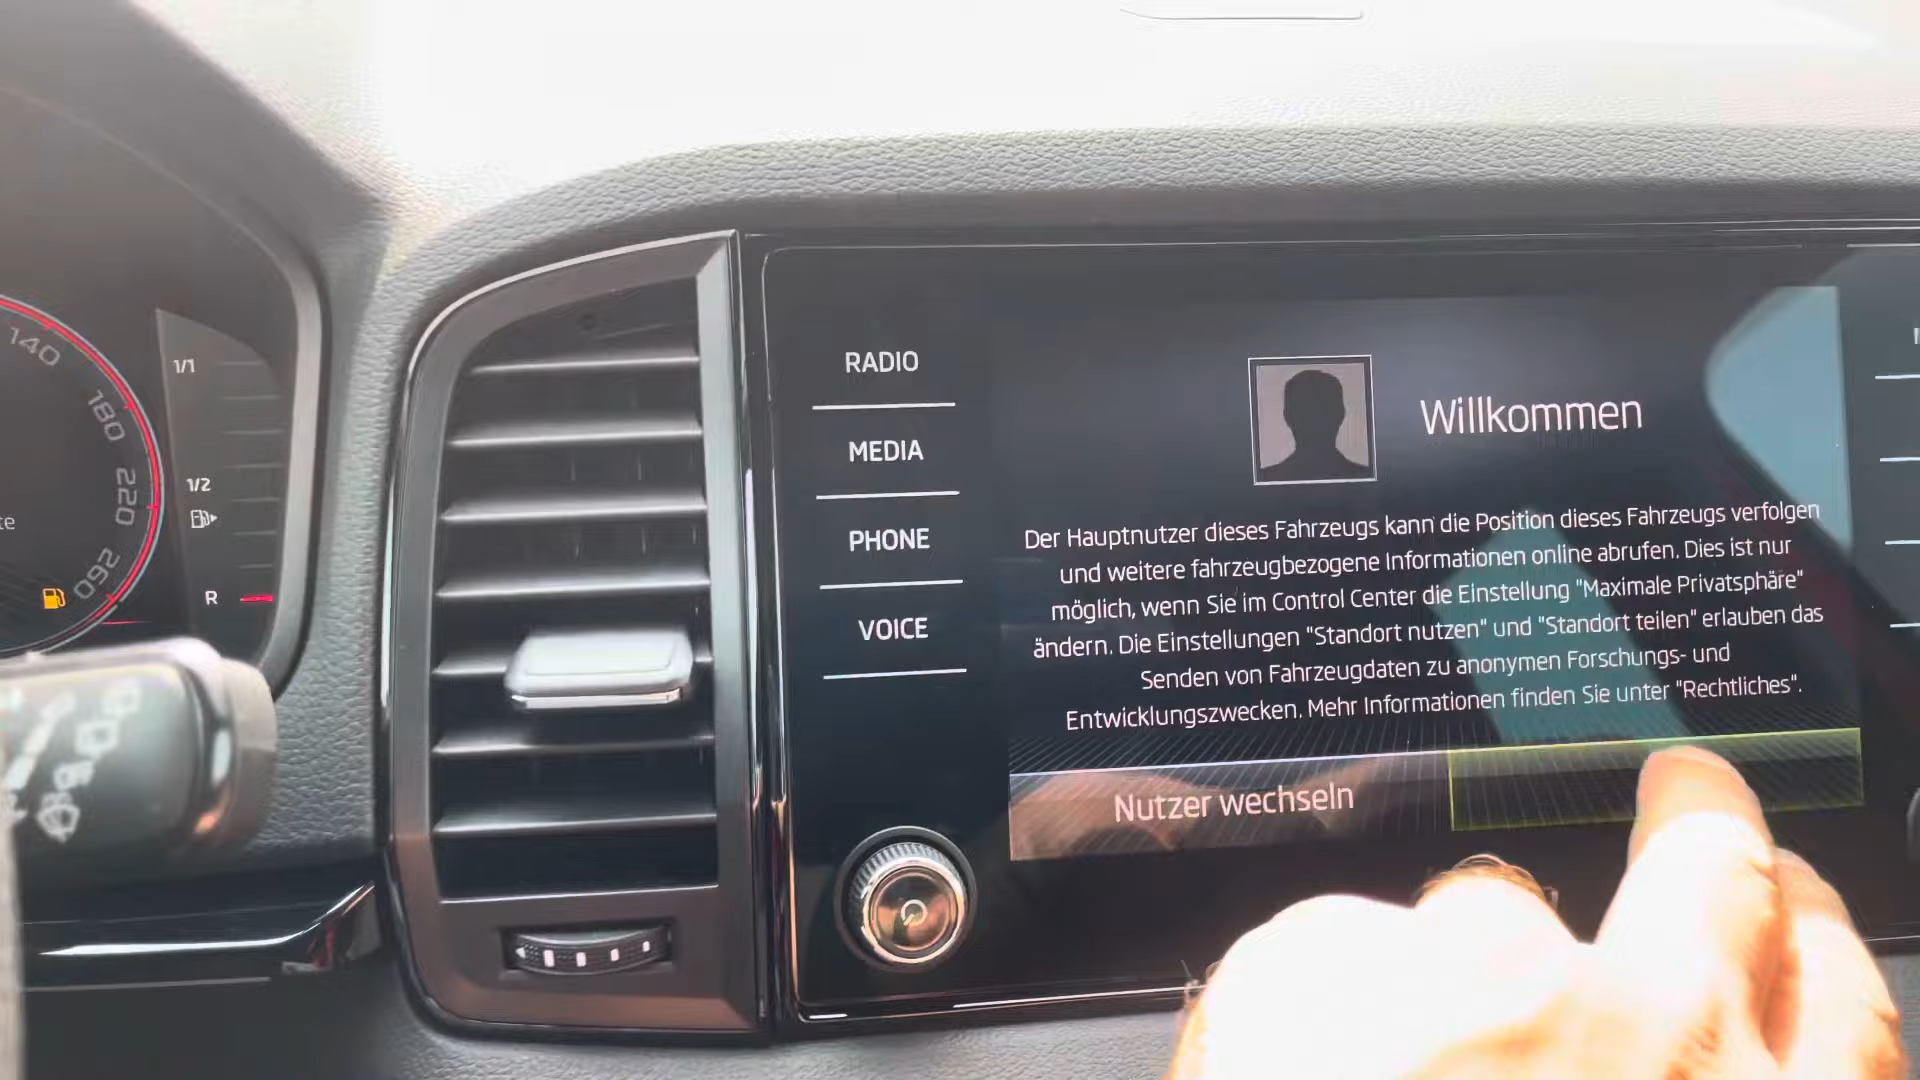 140
180
220
260
te
1/1
1/2
R
RADIO
MEDIA
PHONE
VOICE
Willkommen
Der Hauptnutzer dieses Fahrzeugs kann die Position dieses Fahrzeugs verfolgen
und weitere fahrzeugbezogene Informationen online abrufen. Dies ist nur
möglich, wenn Sie im Control Center die Einstellung "Maximale Privatsphäre"
ändern. Die Einstellungen "Standort nutzen" und "Standort teilen" erlauben das
Senden von Fahrzeugdaten zu anonymen Forschungs- und
Entwicklungszwecken. Mehr Informationen finden Sie unter "Rechtliches".
Nutzer wechseln